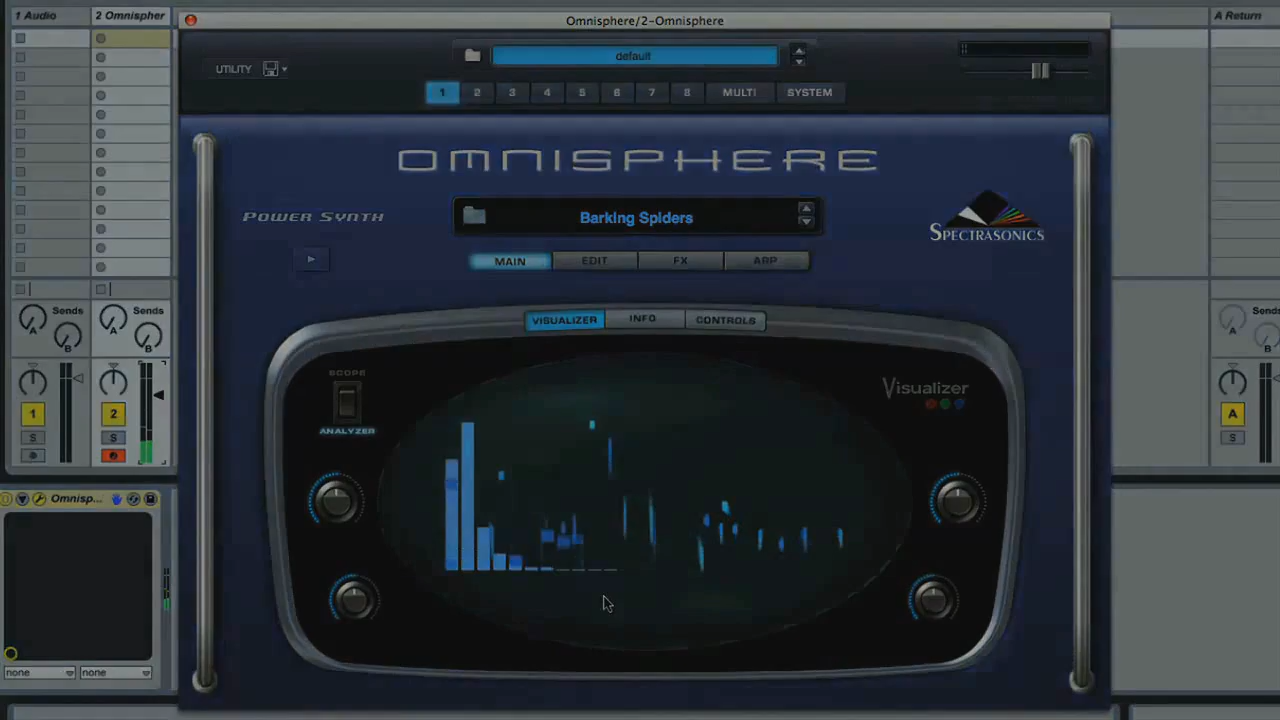 Omnisphere/2-Omnisphere
1 Audio
2 Omnispher
A Return
default
UTILITY
1 2 3 4 5 6 7 8 MULTI SYSTEM
OMNISPHERE
POWER SYNTH
Barking Spiders
SPECTRASONICS
MAIN EDIT FX ARP
VISUALIZER INFO CONTROLS
Sends
A
B
Sends
A
B
Sends
A
B
SCOPE
ANALYZER
Visualizer
1
2
A
S
S
S
Omnisp...
none
none